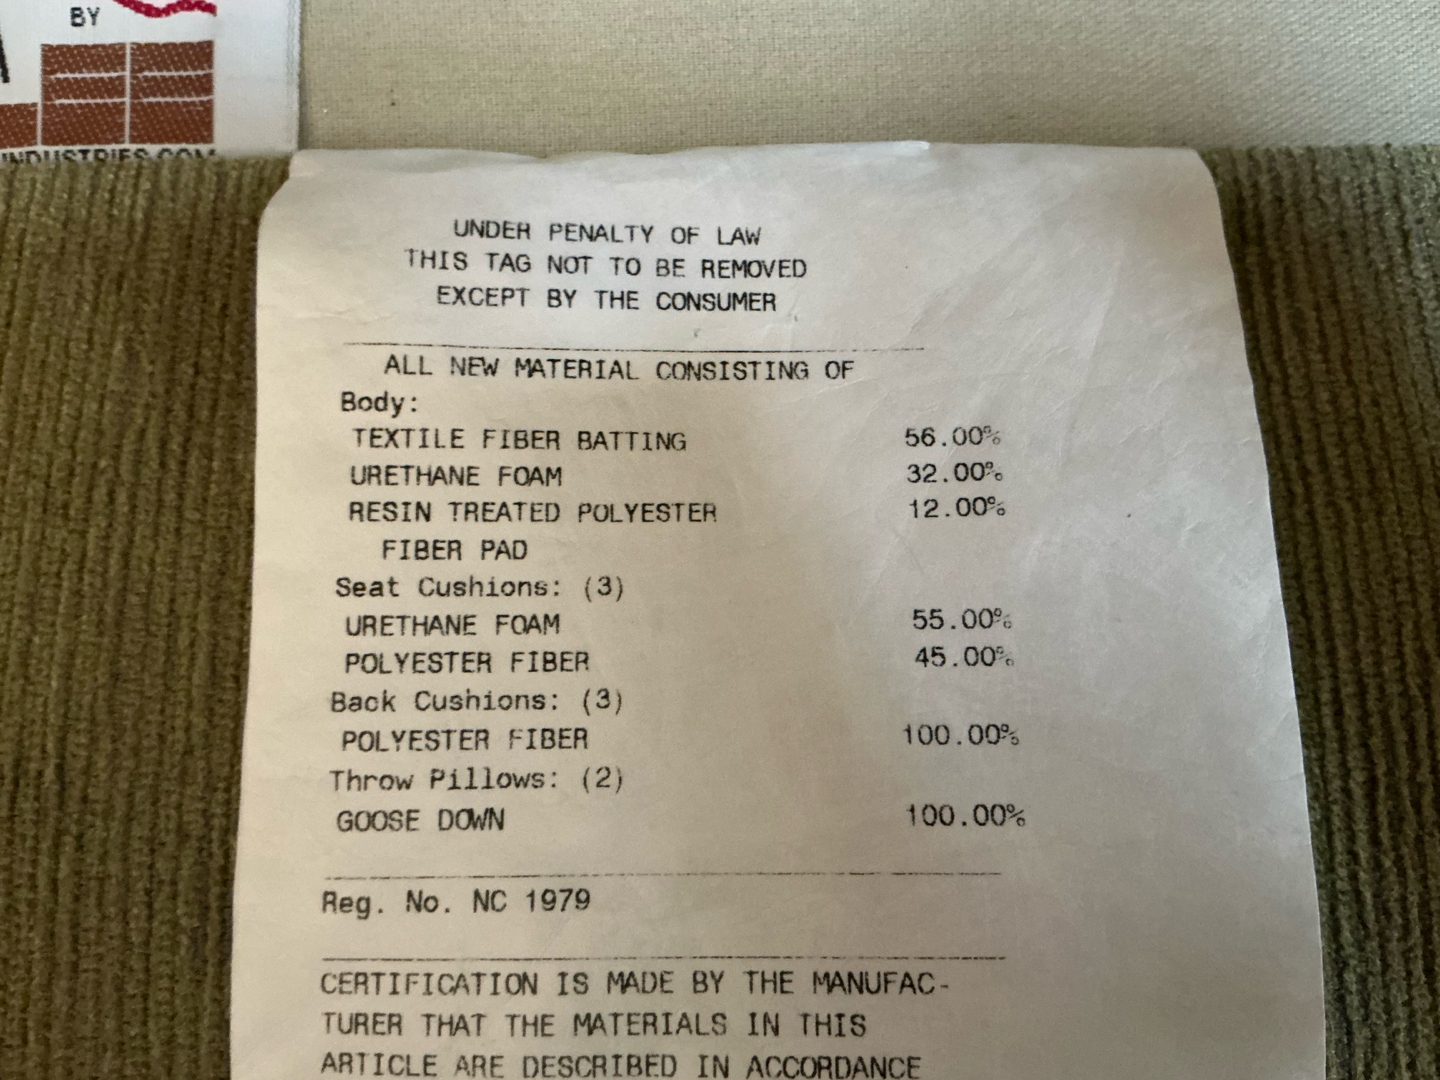 BY
INDUSTRIES.COM
UNDER PENALTY OF LAW
THIS TAG NOT TO BE REMOVED
EXCEPT BY THE CONSUMER
ALL NEW MATERIAL CONSISTING OF
Body:
TEXTILE FIBER BATTING 56.00%
URETHANE FOAM 32.00%
RESIN TREATED POLYESTER 12.00%
FIBER PAD
Seat Cushions: (3)
URETHANE FOAM 55.00%
POLYESTER FIBER 45.00%
Back Cushions: (3)
POLYESTER FIBER 100.00%
Throw Pillows: (2)
GOOSE DOWN 100.00%
Reg. No. NC 1979
CERTIFICATION IS MADE BY THE MANUFAC-
TURER THAT THE MATERIALS IN THIS
ARTICLE ARE DESCRIBED IN ACCORDANCE